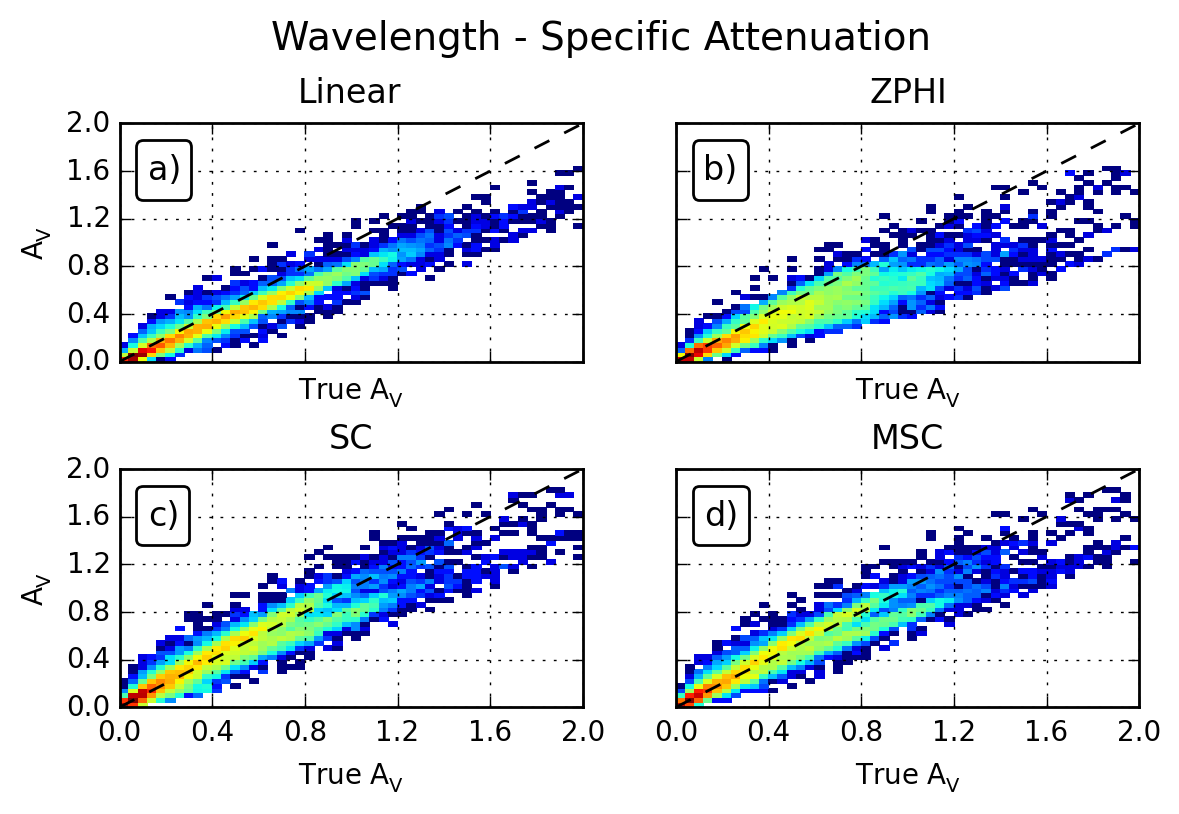 Wavelength - Specific Attenuation
Linear
ZPHI
2.0
1.6
1.2
0.8
0.4
0.0
A_V
a)
b)
True A_V
True A_V
SC
MSC
2.0
1.6
1.2
0.8
0.4
0.0
A_V
c)
d)
0.0 0.4 0.8 1.2 1.6 2.0
0.0 0.4 0.8 1.2 1.6 2.0
True A_V
True A_V